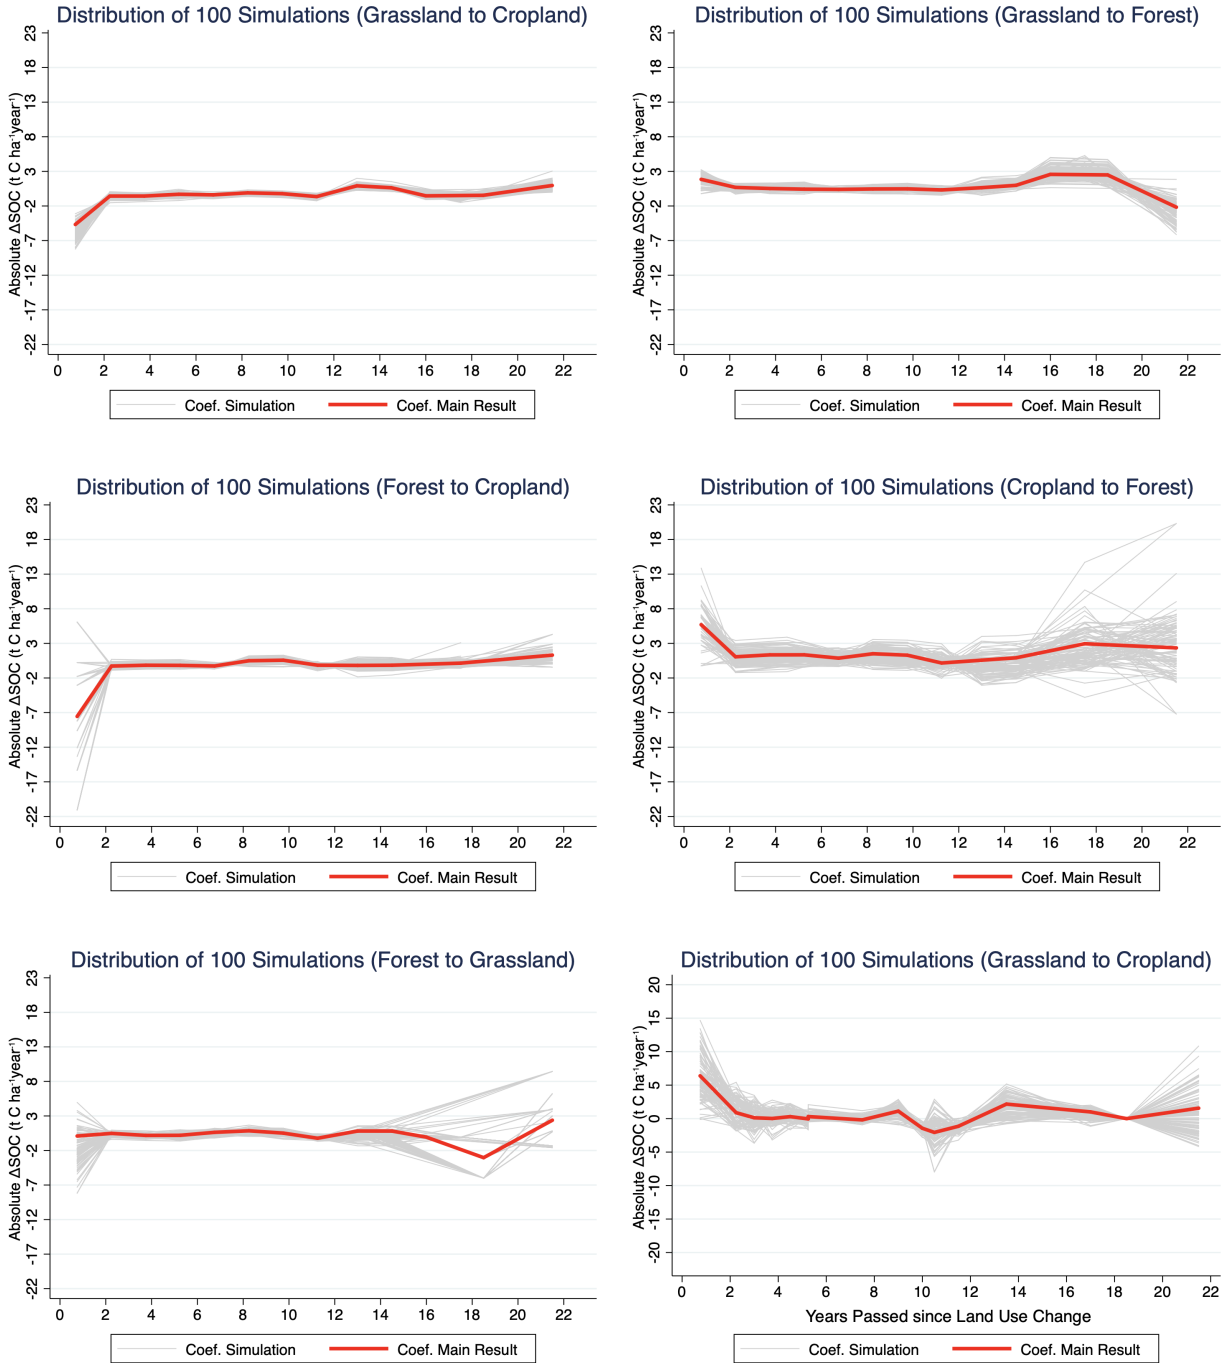 Distribution of 100 Simulations (Grassland to Cropland)
Absolute ΔSOC (t C ha⁻¹year⁻¹)
23
18
13
8
3
-2
-7
-12
-17
-22
0 2 4 6 8 10 12 14 16 18 20 22
Coef. Simulation Coef. Main Result
Distribution of 100 Simulations (Grassland to Forest)
Absolute ΔSOC (t C ha⁻¹year⁻¹)
23
18
13
8
3
-2
-7
-12
-17
-22
0 2 4 6 8 10 12 14 16 18 20 22
Coef. Simulation Coef. Main Result
Distribution of 100 Simulations (Forest to Cropland)
Absolute ΔSOC (t C ha⁻¹year⁻¹)
23
18
13
8
3
-2
-7
-12
-17
-22
0 2 4 6 8 10 12 14 16 18 20 22
Coef. Simulation Coef. Main Result
Distribution of 100 Simulations (Cropland to Forest)
Absolute ΔSOC (t C ha⁻¹year⁻¹)
23
18
13
8
3
-2
-7
-12
-17
-22
0 2 4 6 8 10 12 14 16 18 20 22
Coef. Simulation Coef. Main Result
Distribution of 100 Simulations (Forest to Grassland)
Absolute ΔSOC (t C ha⁻¹year⁻¹)
23
18
13
8
3
-2
-7
-12
-17
-22
0 2 4 6 8 10 12 14 16 18 20 22
Coef. Simulation Coef. Main Result
Distribution of 100 Simulations (Grassland to Cropland)
Absolute ΔSOC (t C ha⁻¹year⁻¹)
20
15
10
5
0
-5
-10
-15
-20
0 2 4 6 8 10 12 14 16 18 20 22
Years Passed since Land Use Change
Coef. Simulation Coef. Main Result